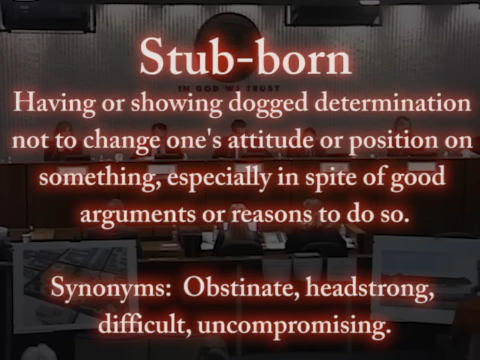 Stub-born
IN GOD WE TRUST
Having or showing dogged determination
not to change one's attitude or position on
something, especially in spite of good
arguments or reasons to do so.
Synonyms:  Obstinate, headstrong,
difficult, uncompromising.